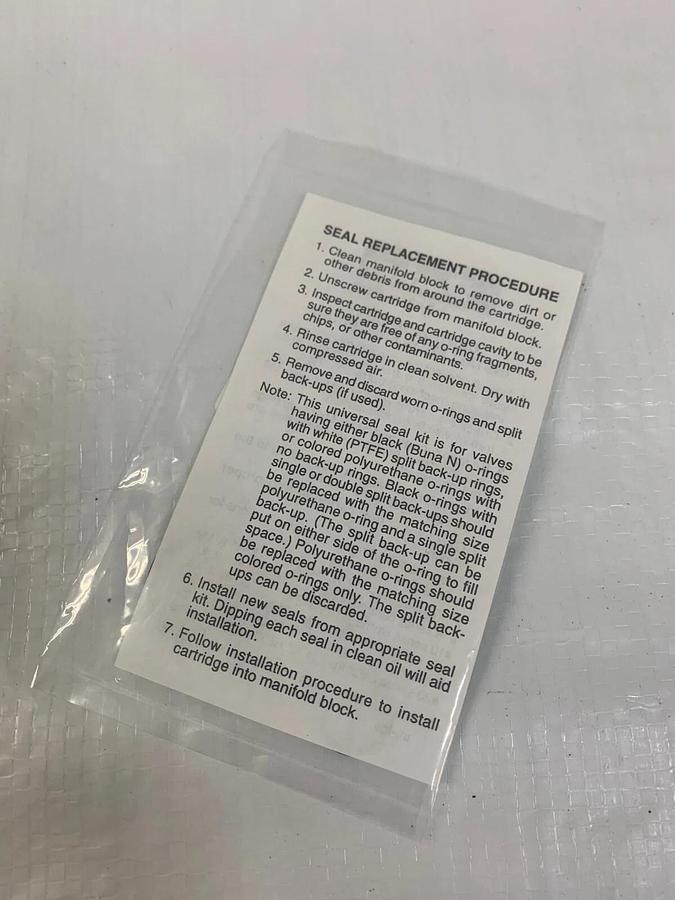 SEAL REPLACEMENT PROCEDURE
1. Clean manifold block to remove dirt or
other debris from around the cartridge.
2. Unscrew cartridge from manifold block.
3. Inspect cartridge and cartridge cavity to be
sure they are free of any o-ring fragments,
chips, or other contaminants.
4. Rinse cartridge in clean solvent. Dry with
compressed air.
5. Remove and discard worn o-rings and split
back-ups (if used).
Note: This universal seal kit is for valves
having either black (Buna N) o-rings
with white (PTFE) split back-up rings,
or colored polyurethane o-rings with
no back-up rings. Black o-rings with
single or double split back-ups should
be replaced with the matching size
polyurethane o-ring and a single split
back-up. (The split back-up can be
put on either side of the o-ring to fill
space.) Polyurethane o-rings should
be replaced with the matching size
colored o-rings only. The split back-
ups can be discarded.
6. Install new seals from appropriate seal
kit. Dipping each seal in clean oil will aid
installation.
7. Follow installation procedure to install
cartridge into manifold block.